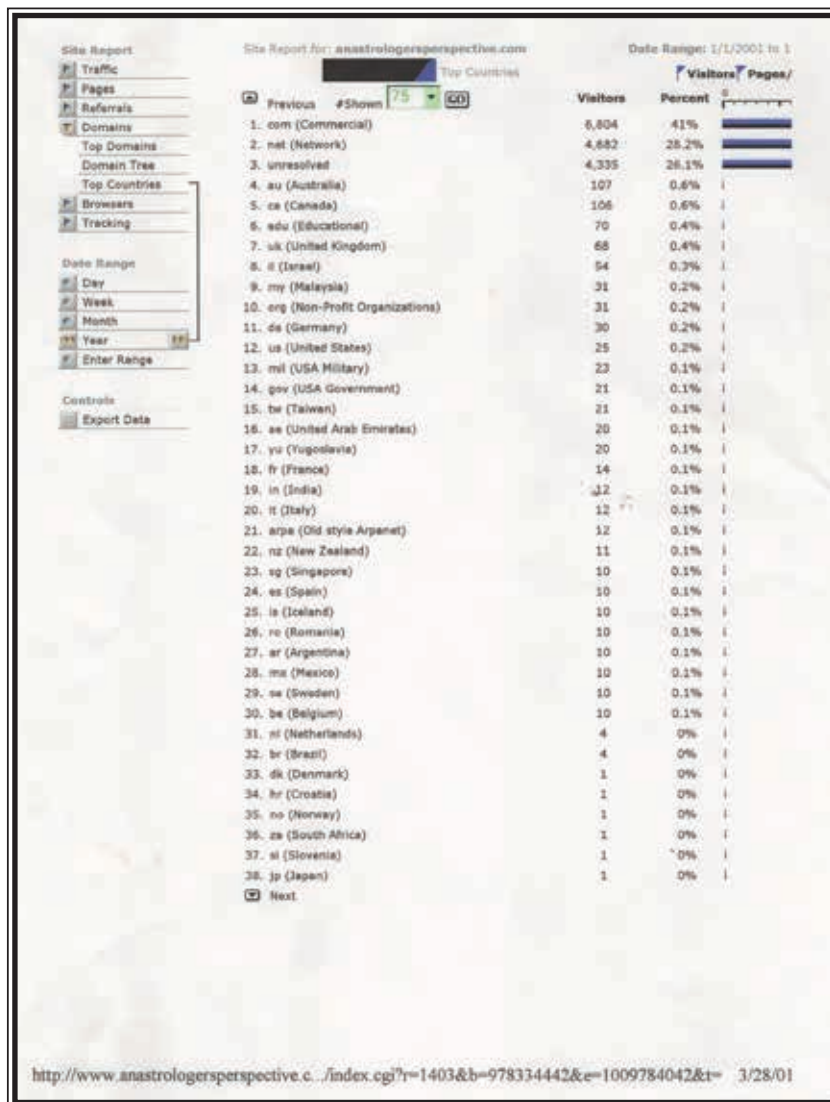 Site Report
Traffic
Pages
Referrals
Domains
Top Domains
Domain Tree
Top Countries
Browsers
Tracking
Date Range
Day
Week
Month
Year
Enter Range
Controls
Export Data
Site Report for: anastrologersperspective.com Date Range: 1/1/2001 to 1
Top Countries Visitors Pages/
Previous #Shown 75 GO Visitors Percent 0
1. com (Commercial) 6,804 41%
2. net (Network) 4,682 28.2%
3. unresolved 4,335 26.1%
4. au (Australia) 107 0.6%
5. ca (Canada) 106 0.6%
6. edu (Educational) 70 0.4%
7. uk (United Kingdom) 68 0.4%
8. il (Israel) 54 0.3%
9. my (Malaysia) 31 0.2%
10. org (Non-Profit Organizations) 31 0.2%
11. de (Germany) 30 0.2%
12. us (United States) 25 0.2%
13. mil (USA Military) 23 0.1%
14. gov (USA Government) 21 0.1%
15. tw (Taiwan) 21 0.1%
16. ae (United Arab Emirates) 20 0.1%
17. yu (Yugoslavia) 20 0.1%
18. fr (France) 14 0.1%
19. in (India) 12 0.1%
20. it (Italy) 12 0.1%
21. arpa (Old style Arpanet) 12 0.1%
22. nz (New Zealand) 11 0.1%
23. sg (Singapore) 10 0.1%
24. es (Spain) 10 0.1%
25. is (Iceland) 10 0.1%
26. ro (Romania) 10 0.1%
27. ar (Argentina) 10 0.1%
28. mx (Mexico) 10 0.1%
29. se (Sweden) 10 0.1%
30. be (Belgium) 10 0.1%
31. nl (Netherlands) 4 0%
32. br (Brazil) 4 0%
33. dk (Denmark) 1 0%
34. hr (Croatia) 1 0%
35. no (Norway) 1 0%
36. za (South Africa) 1 0%
37. si (Slovenia) 1 0%
38. jp (Japan) 1 0%
Next
http://www.anastrologersperspective.c.../index.cgi?r=1403&b=978334442&e=1009784042&t= 3/28/01